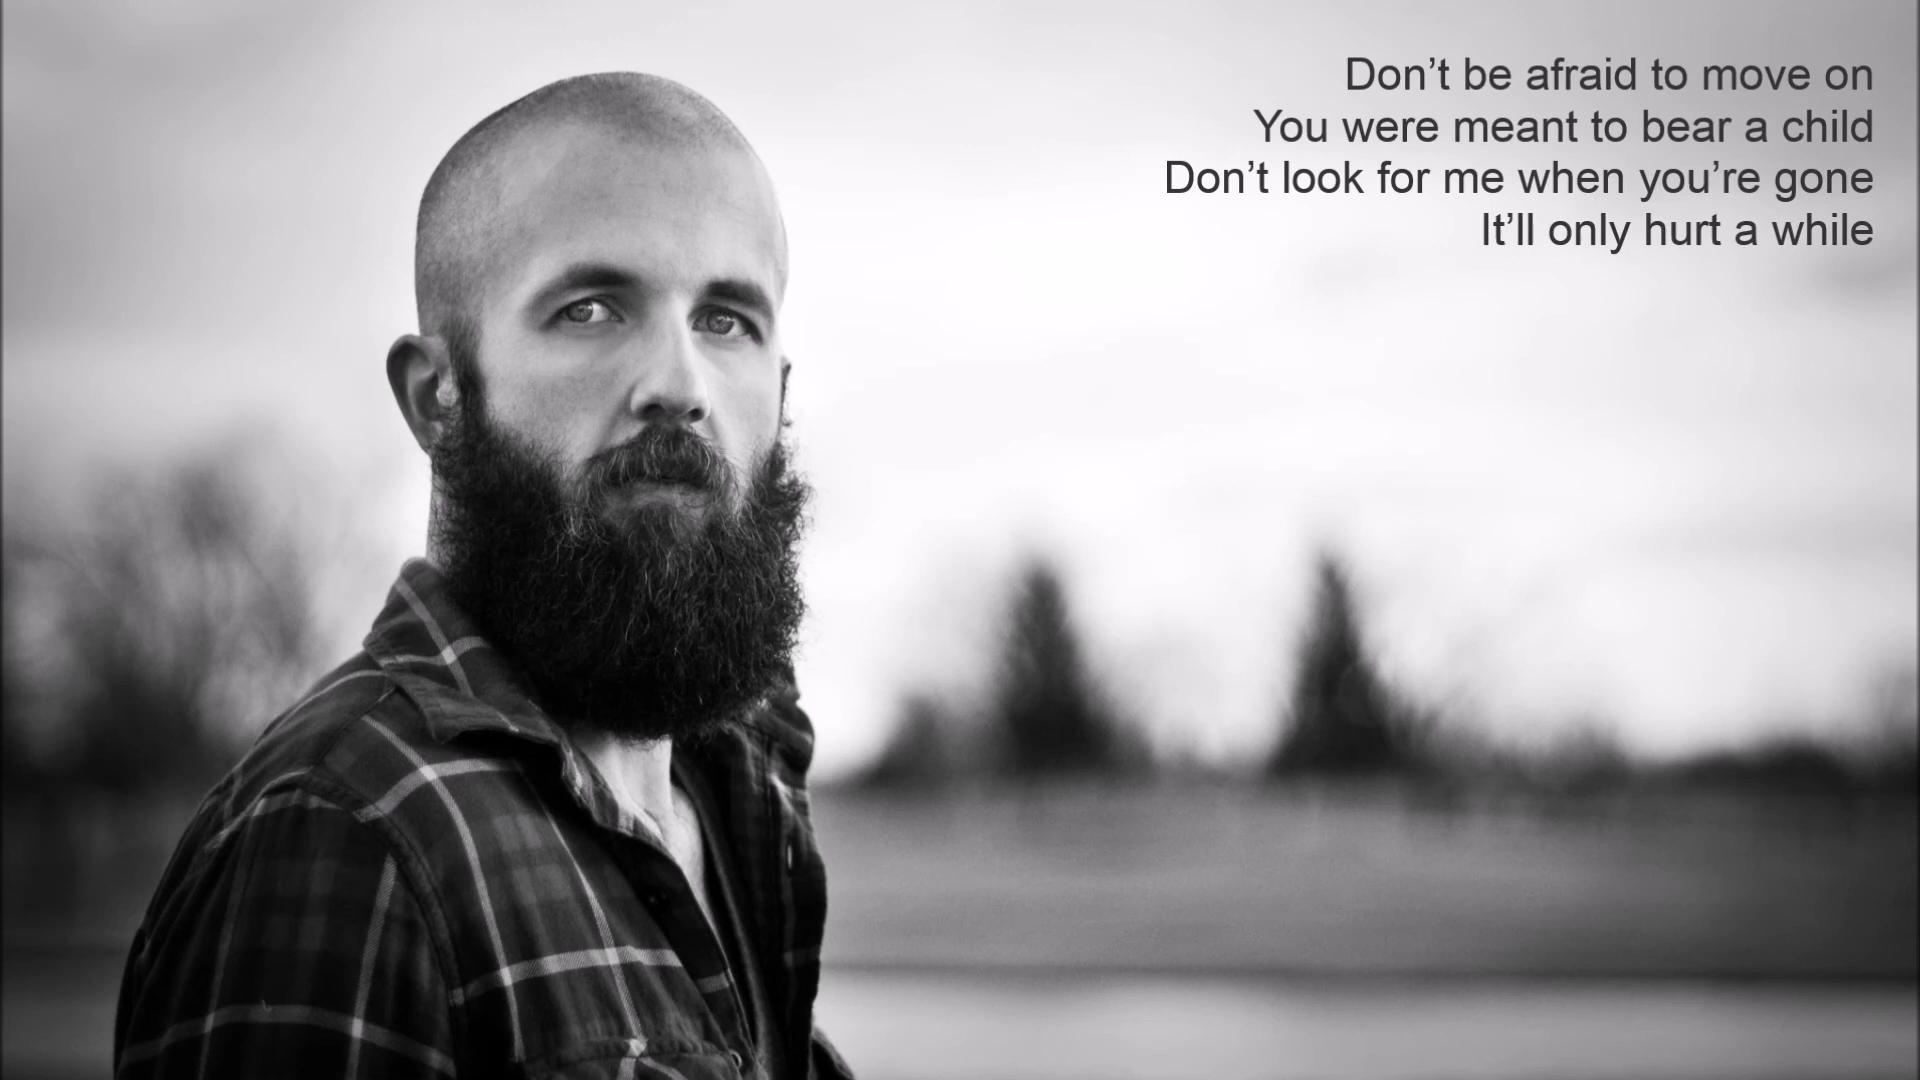 Don’t be afraid to move on
You were meant to bear a child
Don’t look for me when you’re gone
It’ll only hurt a while